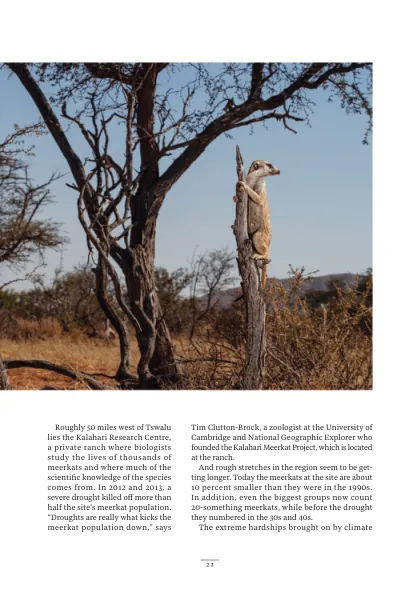 Roughly 50 miles west of Tswalu
lies the Kalahari Research Centre,
a private ranch where biologists
study the lives of thousands of
meerkats and where much of the
scientific knowledge of the species
comes from. In 2012 and 2013, a
severe drought killed off more than
half the site's meerkat population.
“Droughts are really what kicks the
meerkat population down,” says
Tim Clutton-Brock, a zoologist at the University of
Cambridge and National Geographic Explorer who
founded the Kalahari Meerkat Project, which is located
at the ranch.
And rough stretches in the region seem to be get-
ting longer. Today the meerkats at the site are about
10 percent smaller than they were in the 1990s.
In addition, even the biggest groups now count
20-something meerkats, while before the drought
they numbered in the 30s and 40s.
The extreme hardships brought on by climate
23